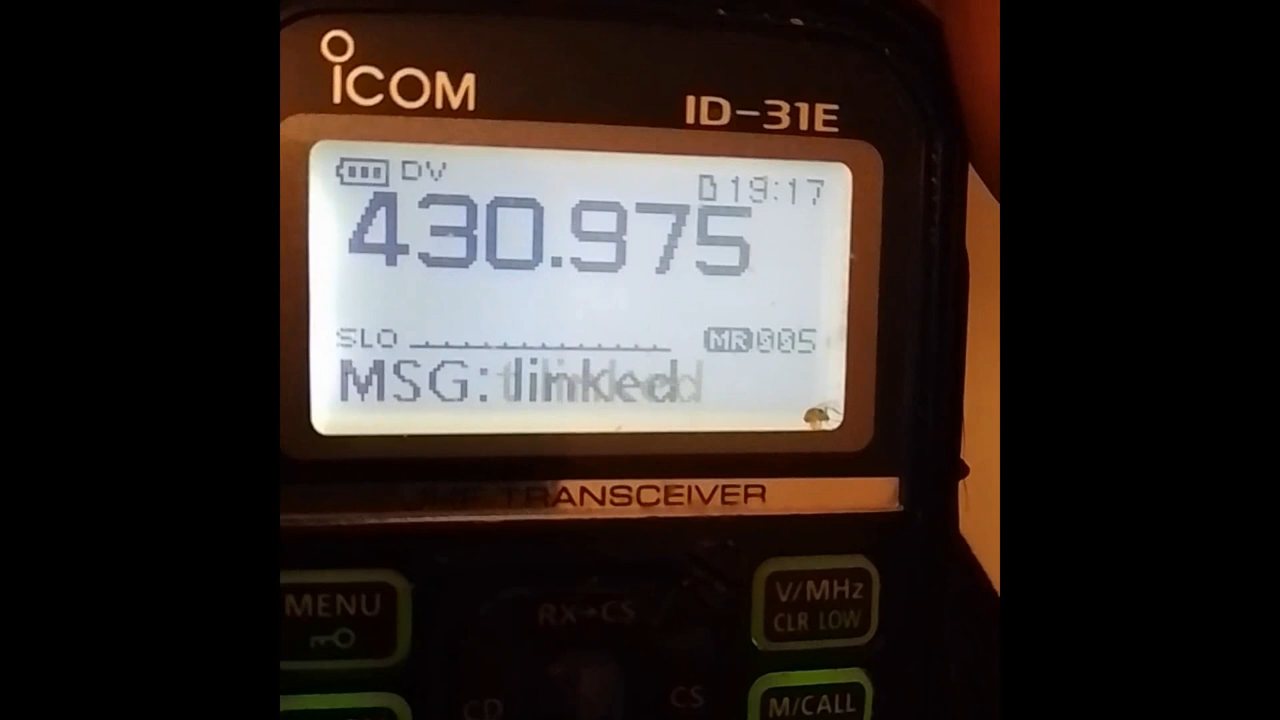 ICOM
ID-31E
DV
19:17
430.975
SLO
MR 005
MSG: linked
TRANSCEIVER
MENU
RX→CS
V/MHz
CLR LOW
CD
CS
M/CALL